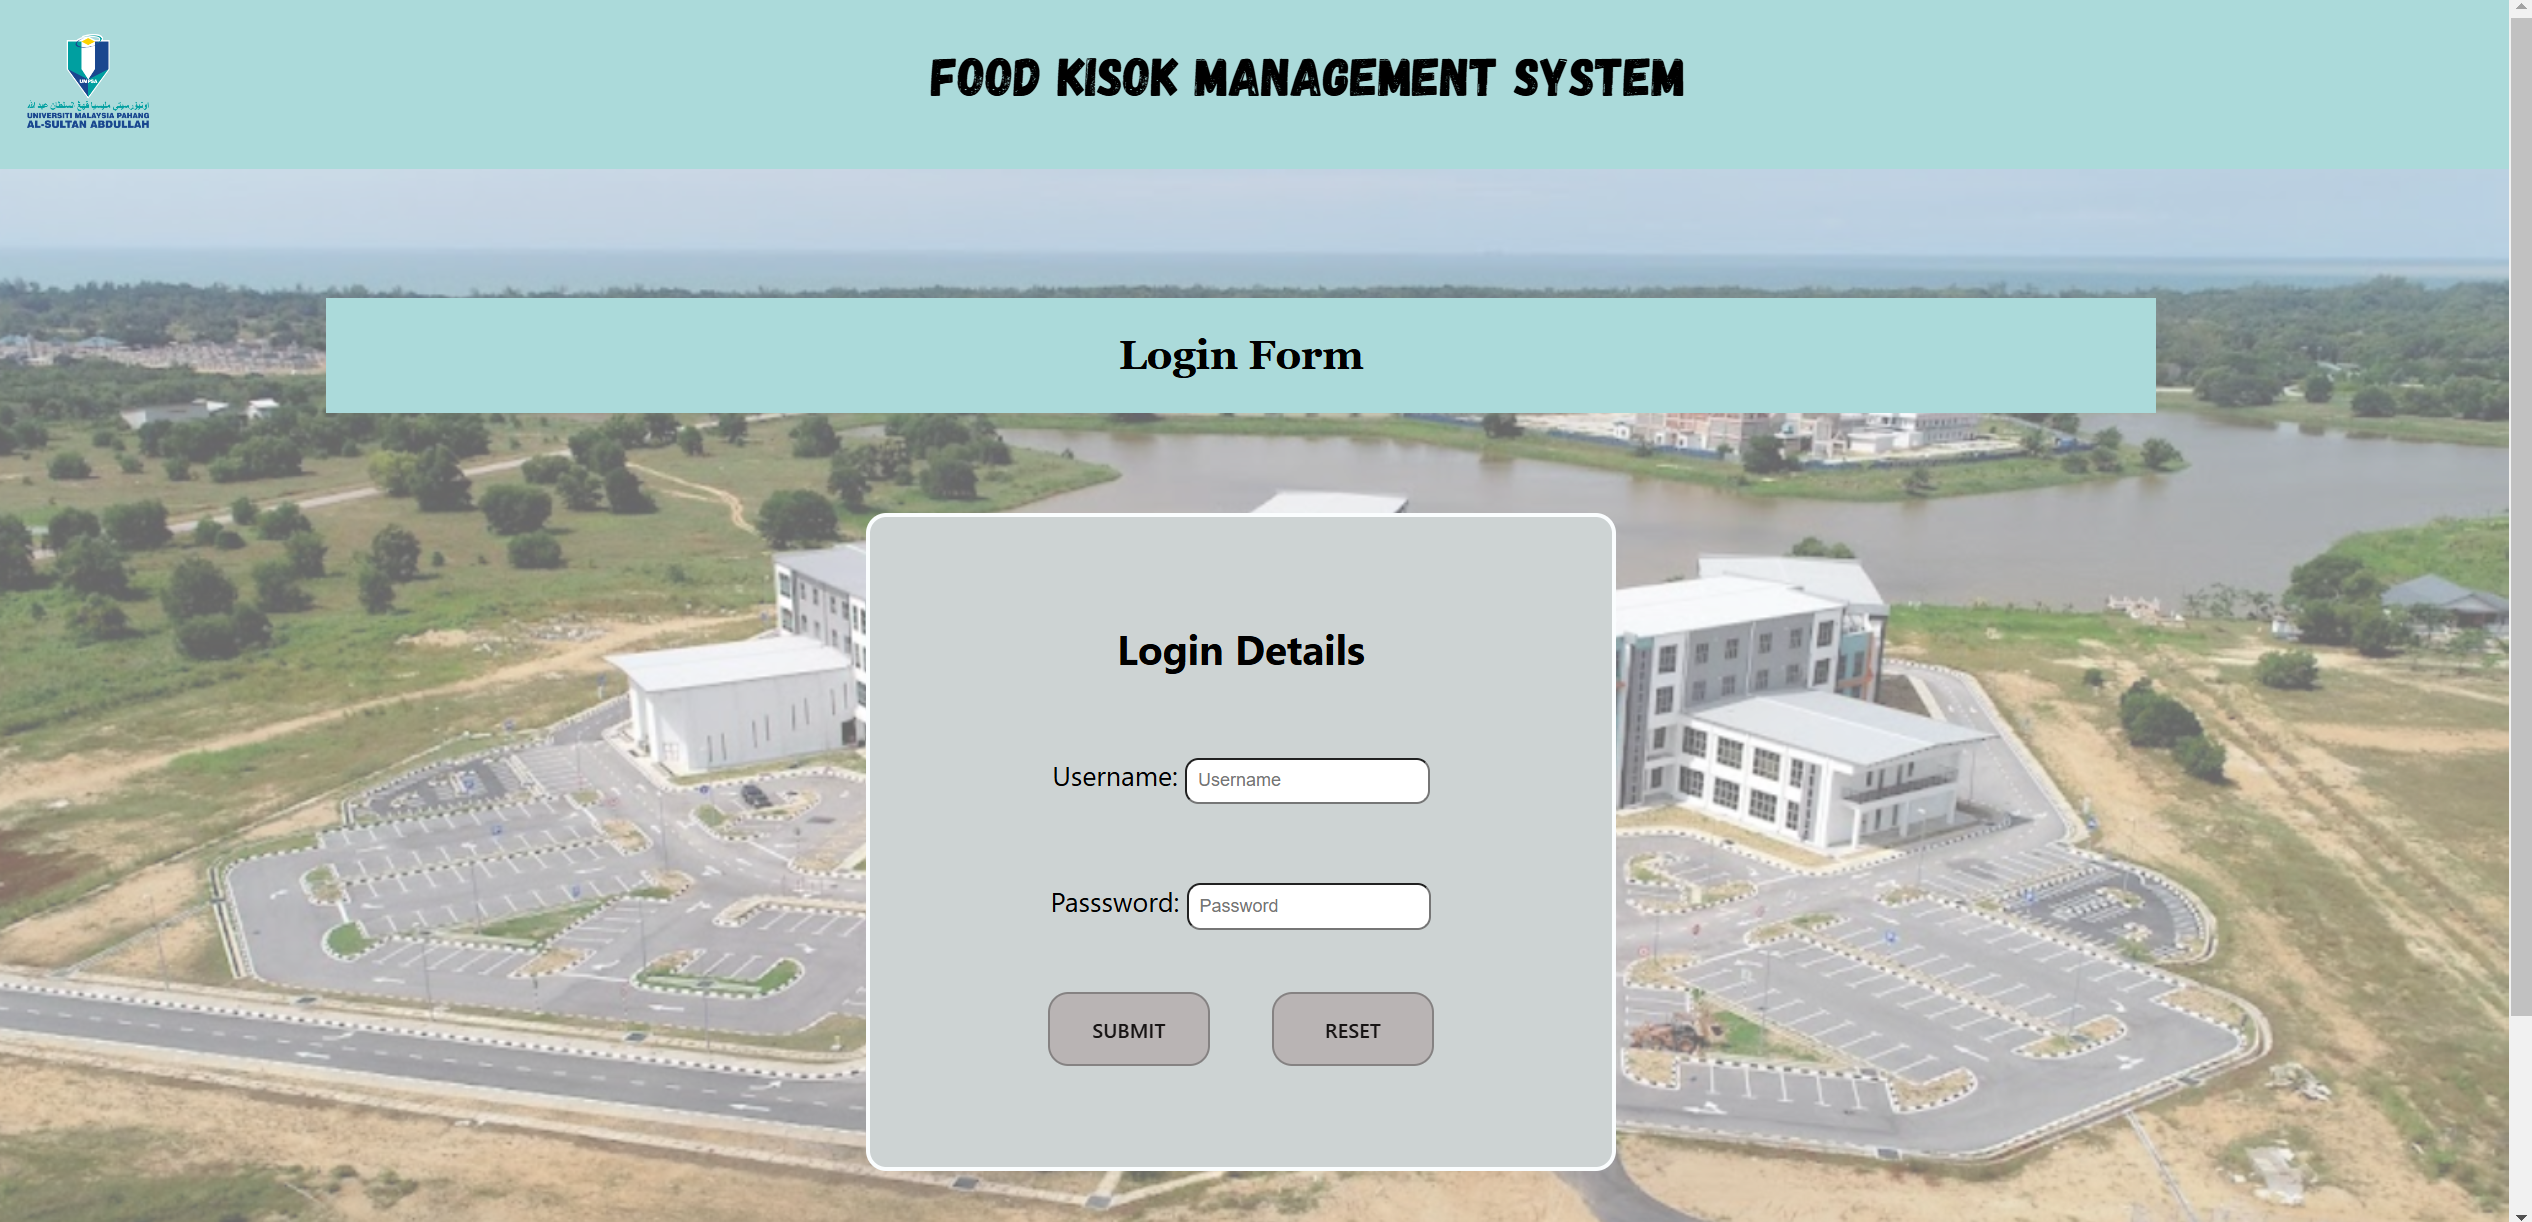 UMPSA
اونيۏرسيتي مليسيا ڤهڠ السلطان عبد الله
UNIVERSITI MALAYSIA PAHANG
AL-SULTAN ABDULLAH
FOOD KISOK MANAGEMENT SYSTEM
Login Form
Login Details
Username: Username
Passsword: Password
SUBMIT RESET